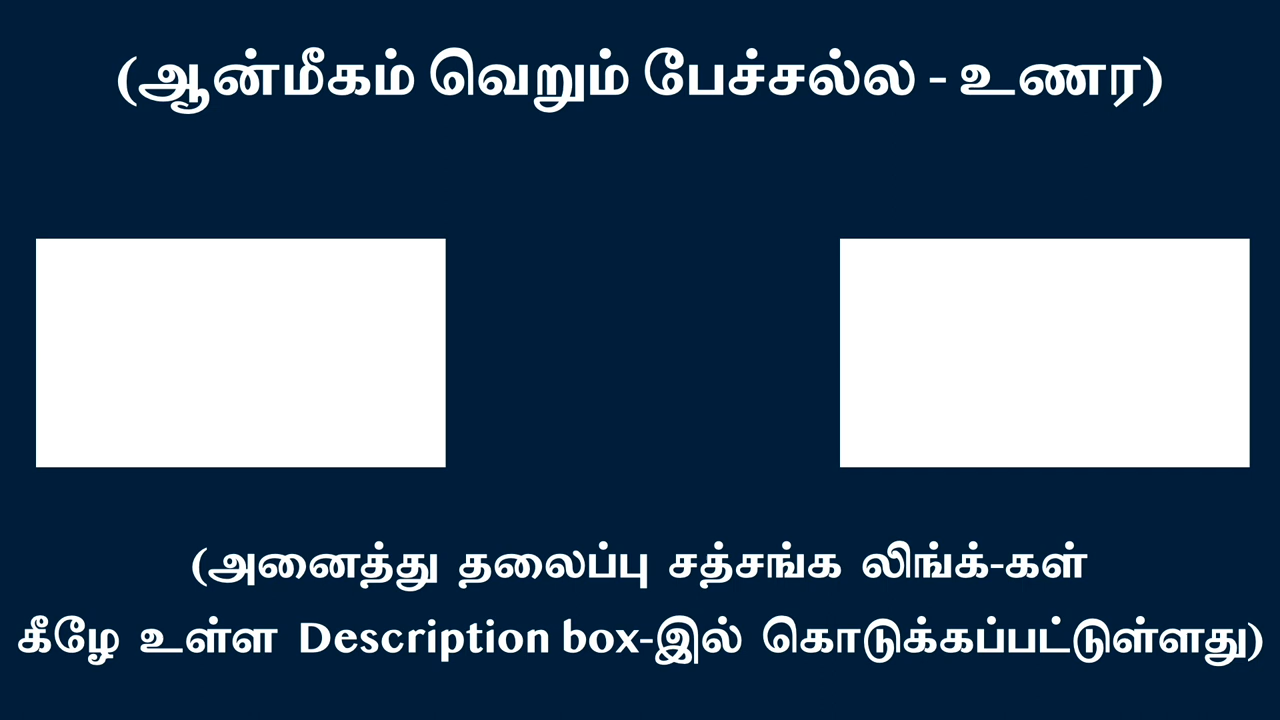 (ஆன்மீகம் வெறும் பேச்சல்ல - உணர)
(அனைத்து தலைப்பு சத்சங்க லிங்க்-கள்
கீழே உள்ள Description box-இல் கொடுக்கப்பட்டுள்ளது)